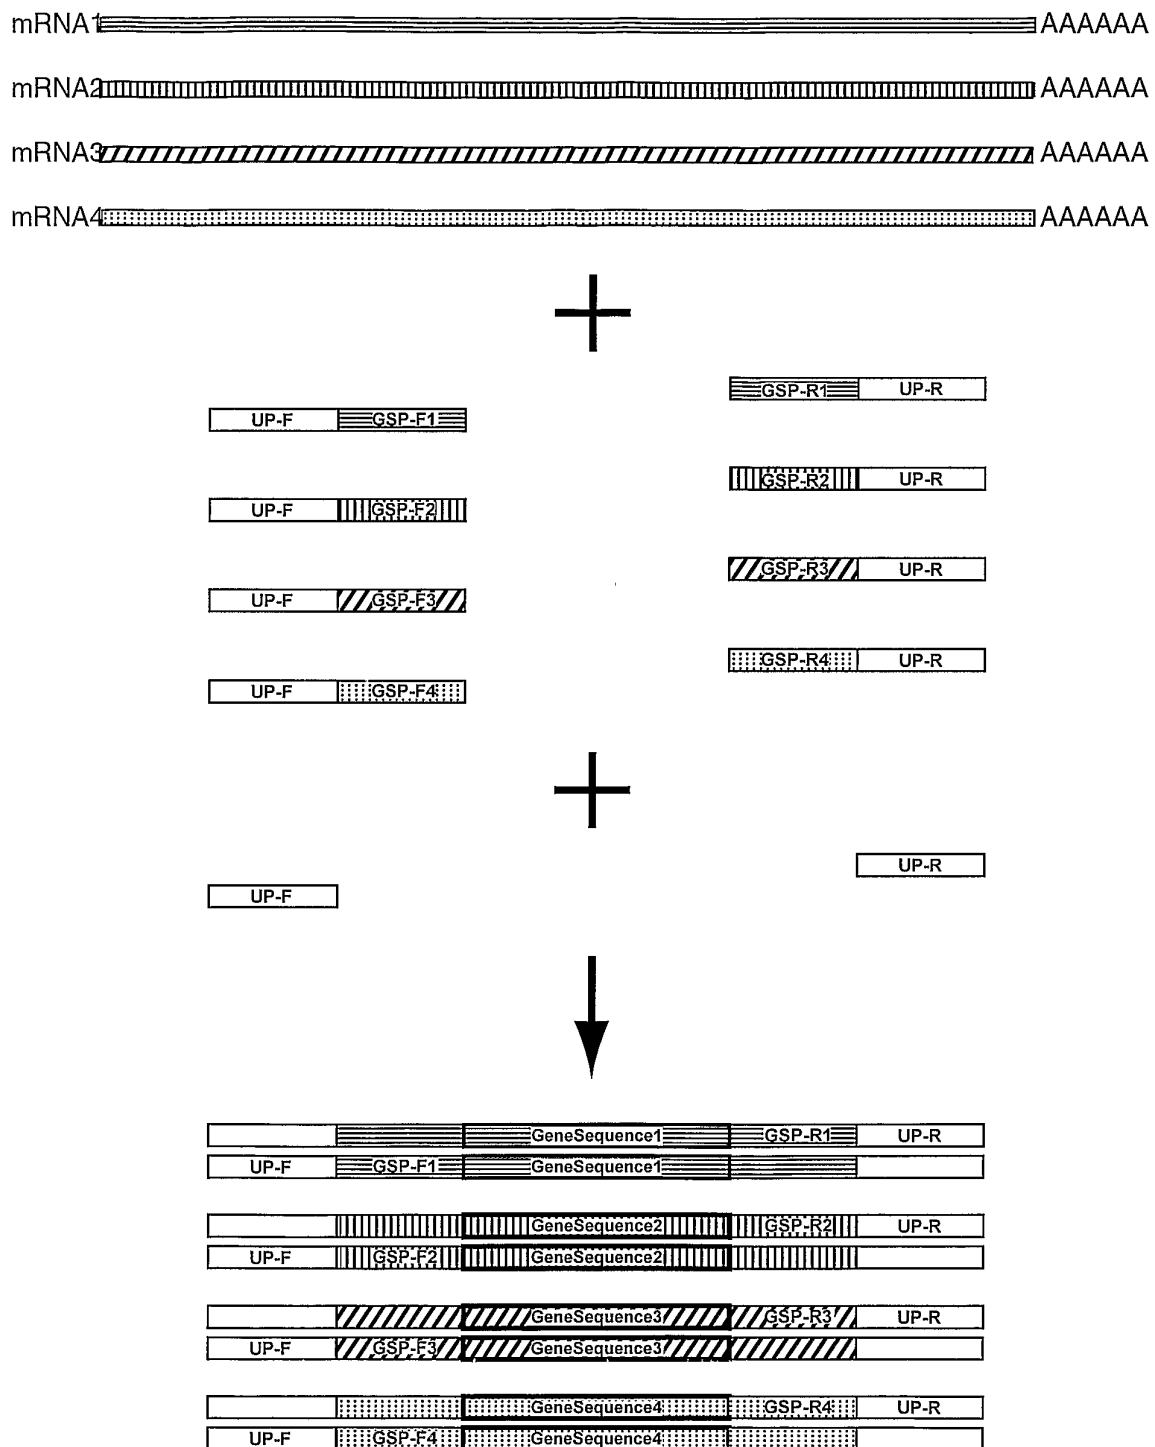 mRNA1 AAAAAA
mRNA2 AAAAAA
mRNA3 AAAAAA
mRNA4 AAAAAA
GSP-R1 UP-R
UP-F GSP-F1
GSP-R2 UP-R
UP-F GSP-F2
GSP-R3 UP-R
UP-F GSP-F3
GSP-R4 UP-R
UP-F GSP-F4
UP-R
UP-F
GeneSequence1 GSP-R1 UP-R
UP-F GSP-F1 GeneSequence1
GeneSequence2 GSP-R2 UP-R
UP-F GSP-F2 GeneSequence2
GeneSequence3 GSP-R3 UP-R
UP-F GSP-F3 GeneSequence3
GeneSequence4 GSP-R4 UP-R
UP-F GSP-F4 GeneSequence4